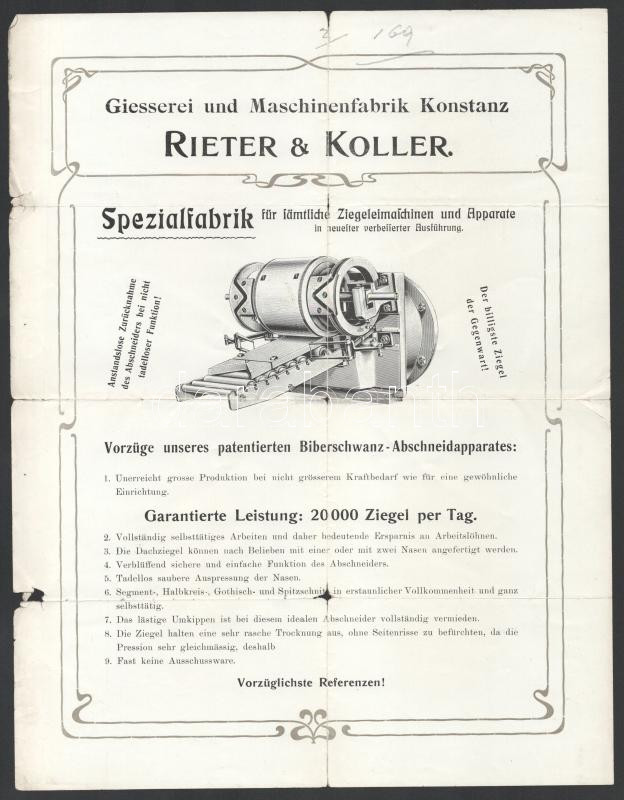 2/ 169
Giesserei und Maschinenfabrik Konstanz
RIETER & KOLLER.
Spezialfabrik für sämtliche Ziegeleimaschinen und Apparate
in neuester verbesserter Ausführung.
Anstandslose Zurücknahme
des Abschneiders bei nicht
tadelloser Funktion!
Der billigste Ziegel
der Gegenwart!
Vorzüge unseres patentierten Biberschwanz-Abschneidapparates:
1. Unerreicht grosse Produktion bei nicht grösserem Kraftbedarf wie für eine gewöhnliche
Einrichtung.
Garantierte Leistung: 20000 Ziegel per Tag.
2. Vollständig selbsttätiges Arbeiten und daher bedeutende Ersparnis an Arbeitslöhnen.
3. Die Dachziegel können nach Belieben mit einer oder mit zwei Nasen angefertigt werden.
4. Verblüffend sichere und einfache Funktion des Abschneiders.
5. Tadellos saubere Auspressung der Nasen.
6. Segment-, Halbkreis-, Gothisch- und Spitzschnitt in erstaunlicher Vollkommenheit und ganz
selbsttätig.
7. Das lästige Umkippen ist bei diesem idealen Abschneider vollständig vermieden.
8. Die Ziegel halten eine sehr rasche Trocknung aus, ohne Seitenrisse zu befürchten, da die
Pression sehr gleichmässig, deshalb
9. Fast keine Ausschussware.
Vorzüglichste Referenzen!